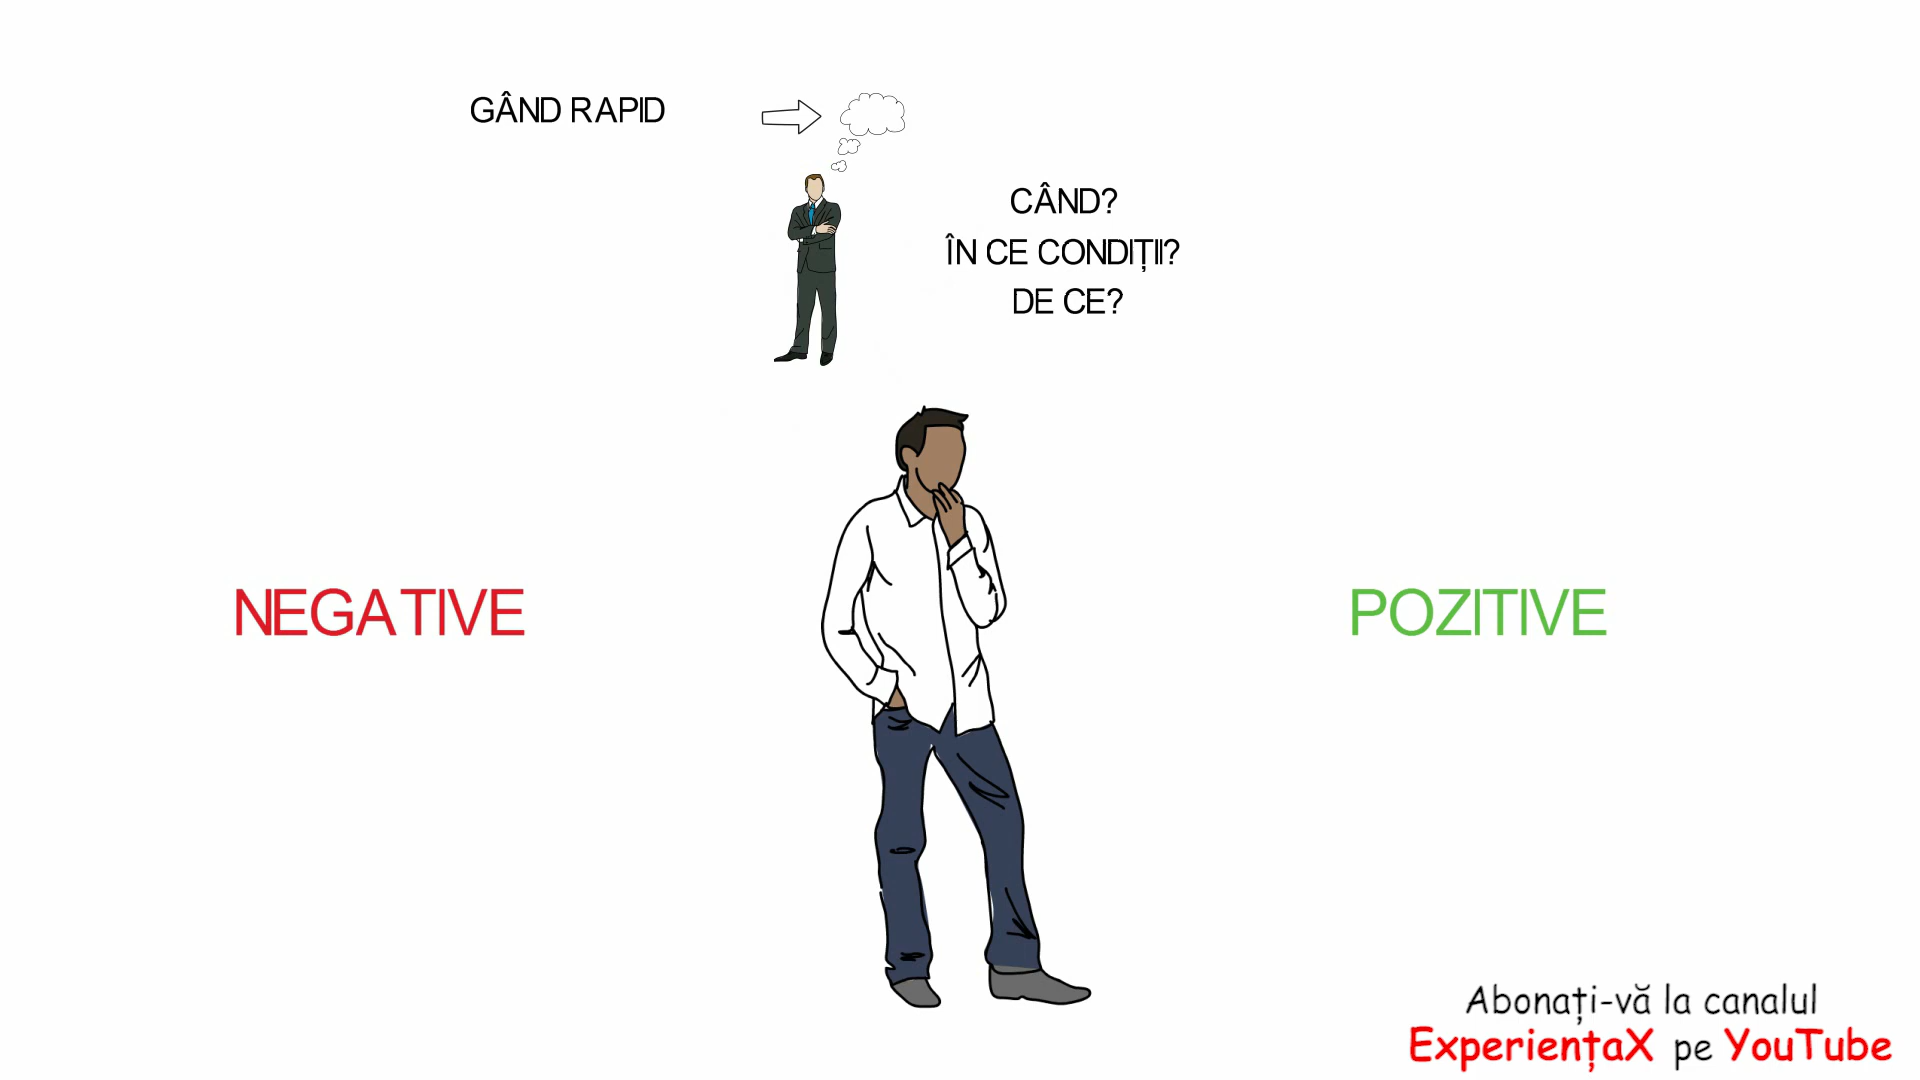 GÂND RAPID
CÂND?
ÎN CE CONDIȚII?
DE CE?
NEGATIVE
POZITIVE
Abonați-vă la canalul
ExperiențaX pe YouTube